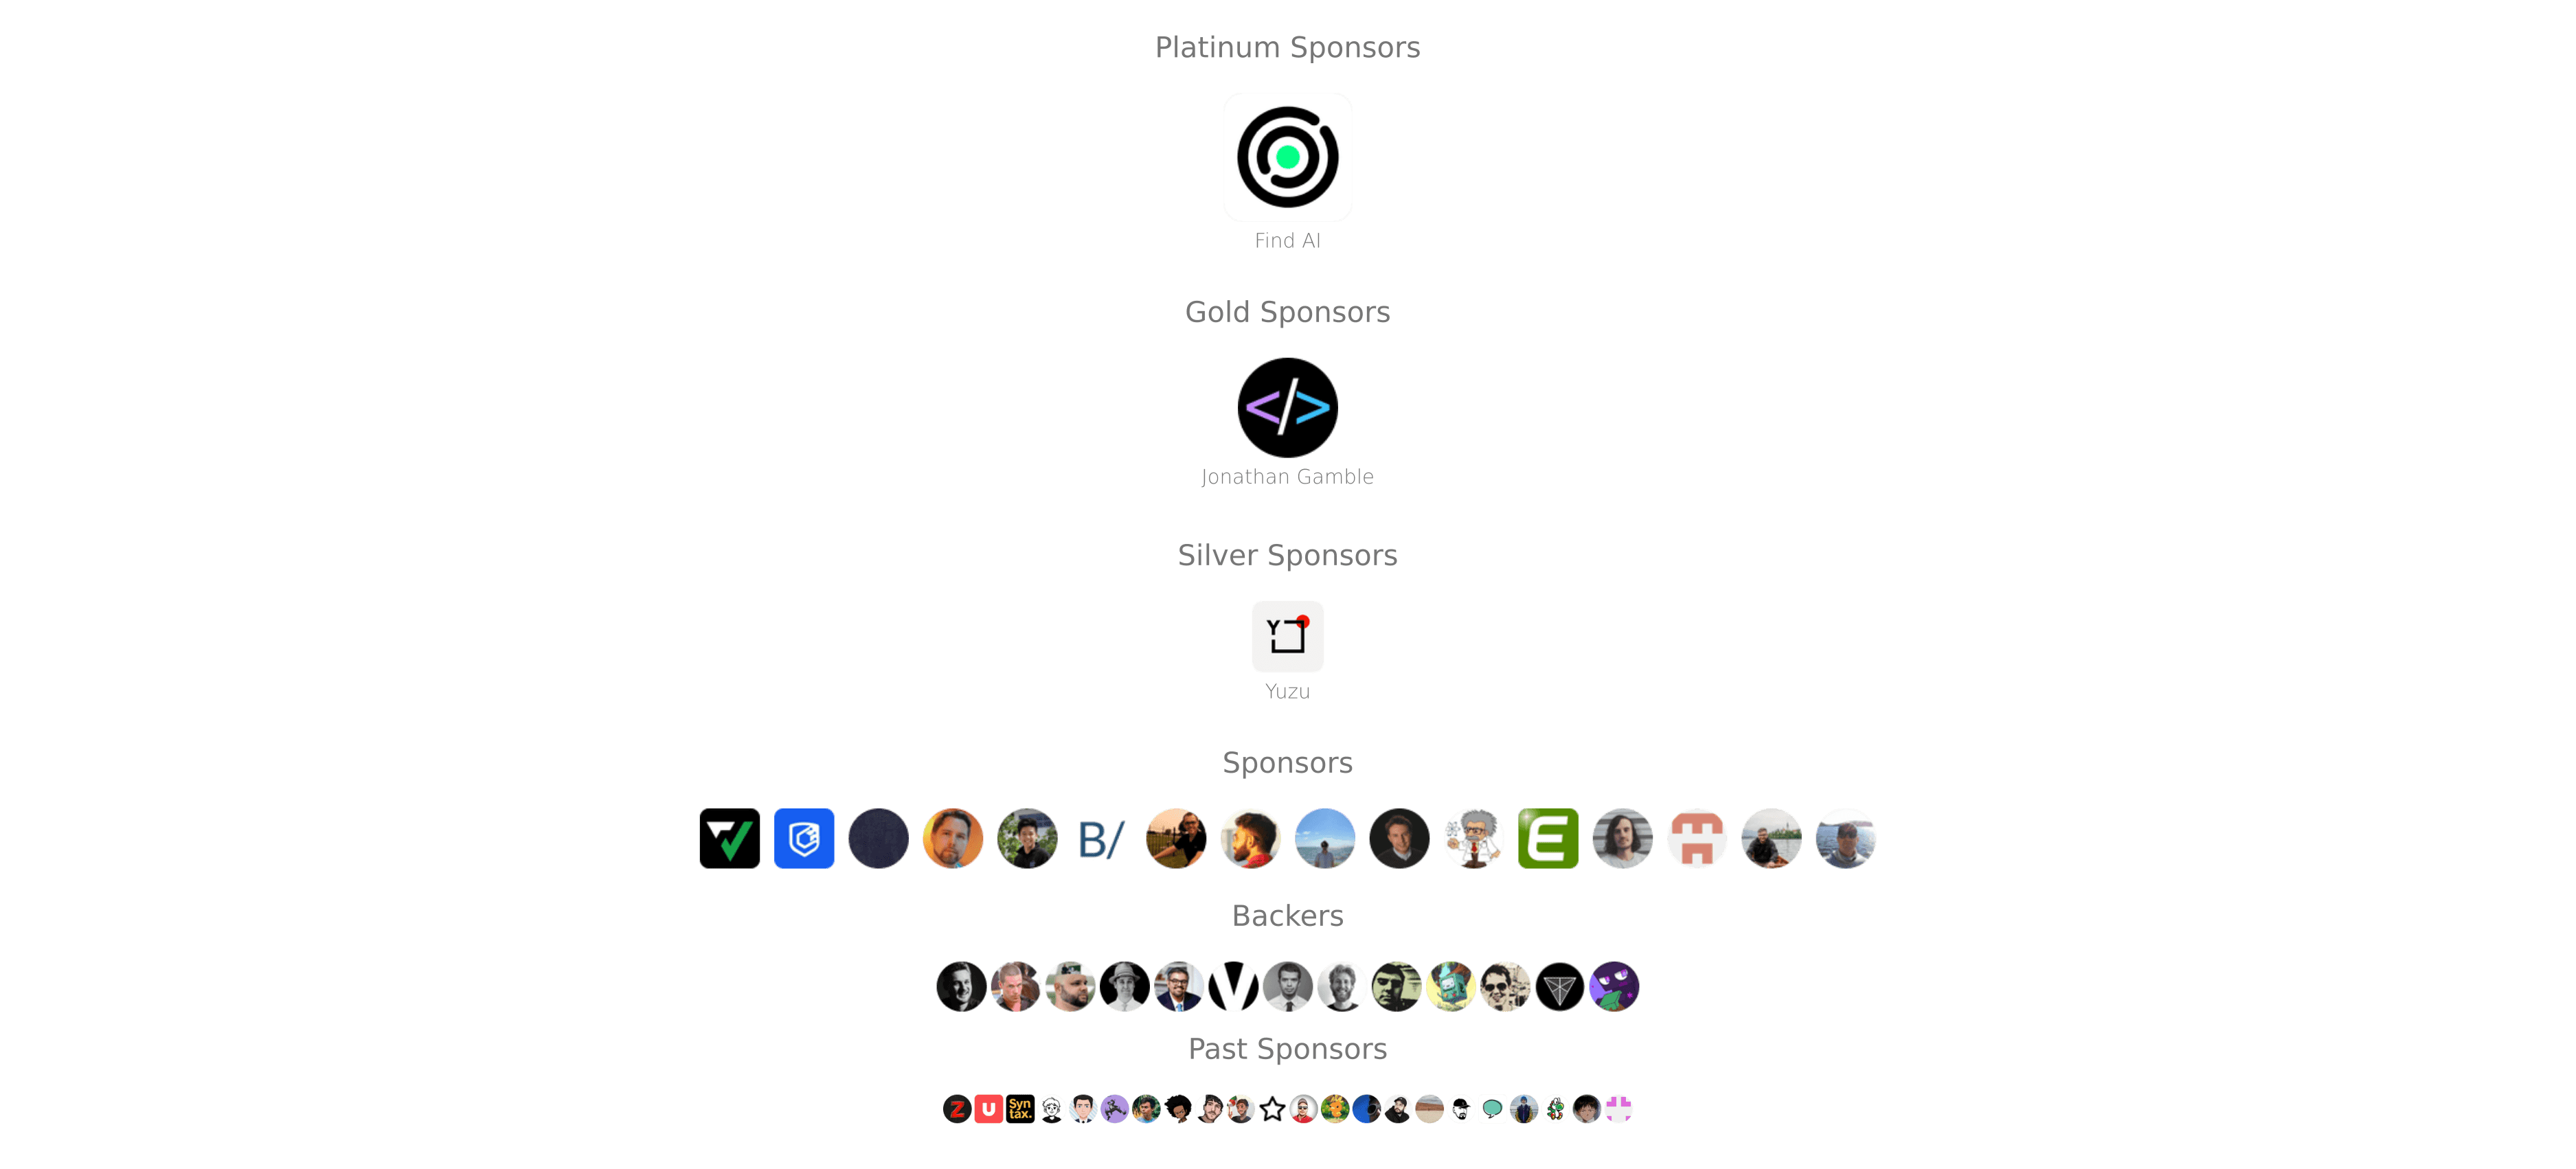 Platinum Sponsors
Find AI
Gold Sponsors
</>
Jonathan Gamble
Silver Sponsors
Y
Yuzu
Sponsors
B/
E
Backers
V
Past Sponsors
Z
U
Syn
tax.